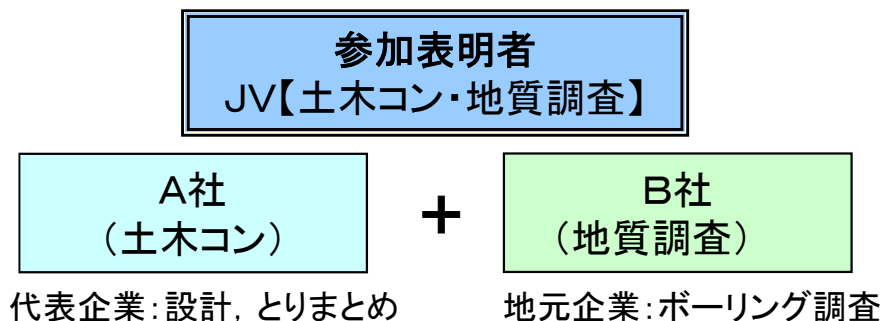 参加表明者
JV【土木コン・地質調査】
A社
+
B社
（土木コン）
（地質調査）
代表企業：設計，とりまとめ
地元企業：ボーリング調査